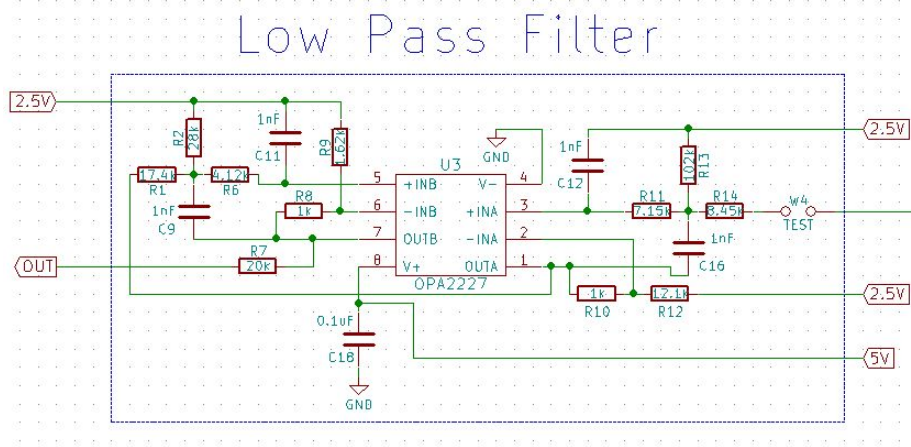 Low Pass Filter
2.5V
R2
28k
1nF
C11
R9
1.62k
17.4k
R1
4.12k
R6
1nF
C9
R8
1k
R7
20k
OUT
U3
5 +INB V- 4
6 -INB +INA 3
7 OUTB -INA 2
8 V+ OUTA 1
OPA2227
GND
1nF
C12
R13
102k
2.5V
R11
7.15k
R14
8.45k
W4
TEST
1nF
C16
1k
R10
12.1k
R12
2.5V
0.1uF
C18
GND
5V